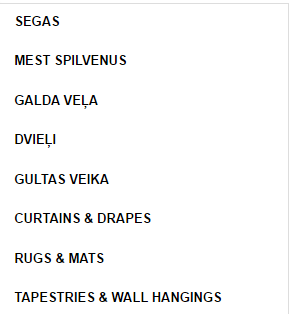 SEGAS
MEST SPILVENUS
GALDA VEĻA
DVIEĻI
GULTAS VEIKA
CURTAINS & DRAPES
RUGS & MATS
TAPESTRIES & WALL HANGINGS